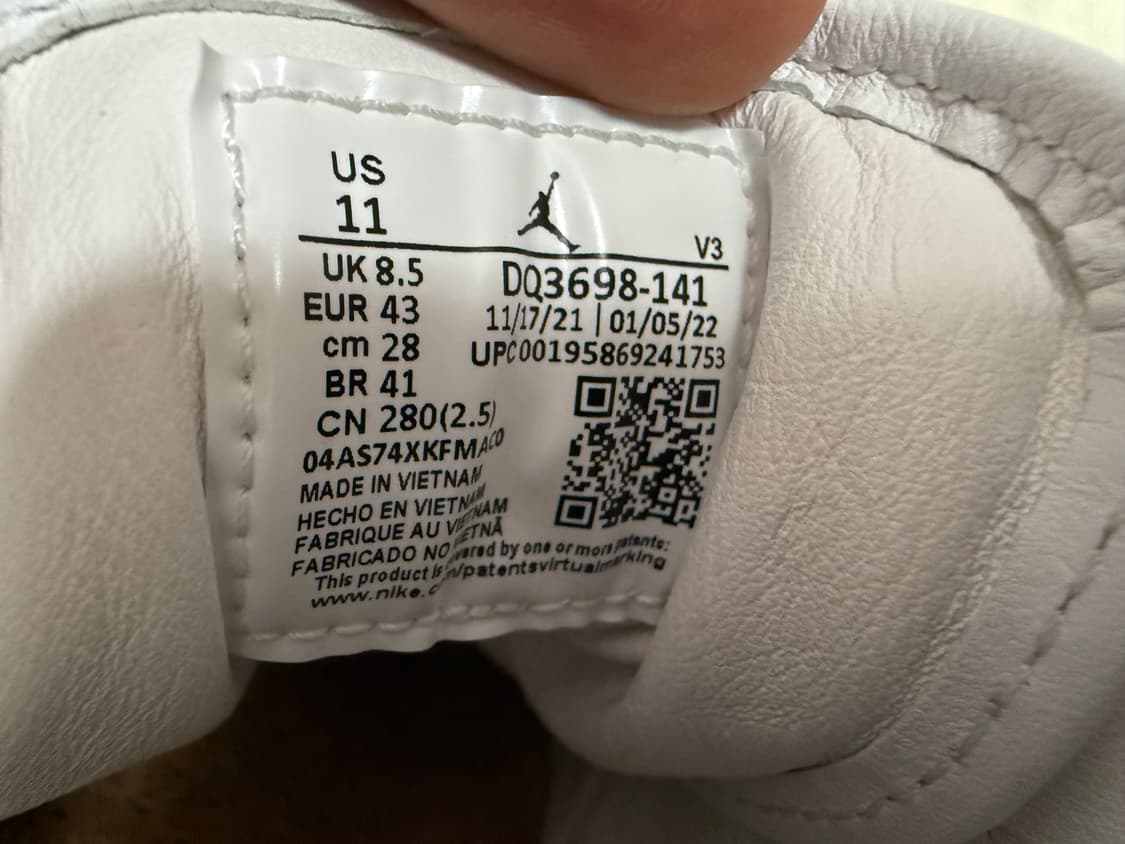 US
11
V3
UK 8.5
DQ3698-141
EUR 43
11/17/21 | 01/05/22
cm 28
UPC00195869241753
BR 41
CN 280(2.5)
04AS74XKFMACO
MADE IN VIETNAM
HECHO EN VIETNAM
FABRIQUE AU VIETNAM
FABRICADO NO VIETNÃ
This product is covered by one or more patents:
www.nike.c /patentsvirtualmarking